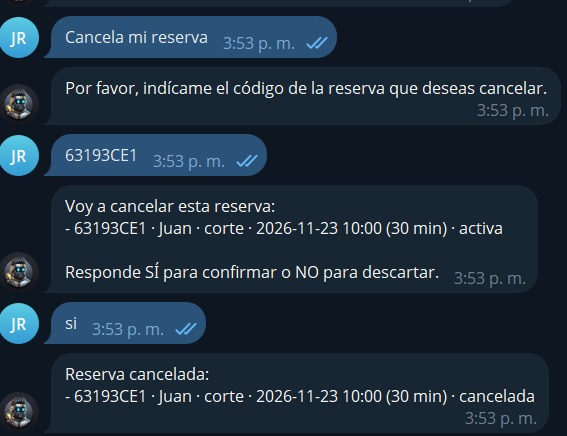 JR
Cancela mi reserva 3:53 p. m.
Por favor, indícame el código de la reserva que deseas cancelar.
3:53 p. m.
JR
63193CE1 3:53 p. m.
Voy a cancelar esta reserva:
- 63193CE1 · Juan · corte · 2026-11-23 10:00 (30 min) · activa
Responde SÍ para confirmar o NO para descartar. 3:53 p. m.
JR
si 3:53 p. m.
Reserva cancelada:
- 63193CE1 · Juan · corte · 2026-11-23 10:00 (30 min) · cancelada
3:53 p. m.